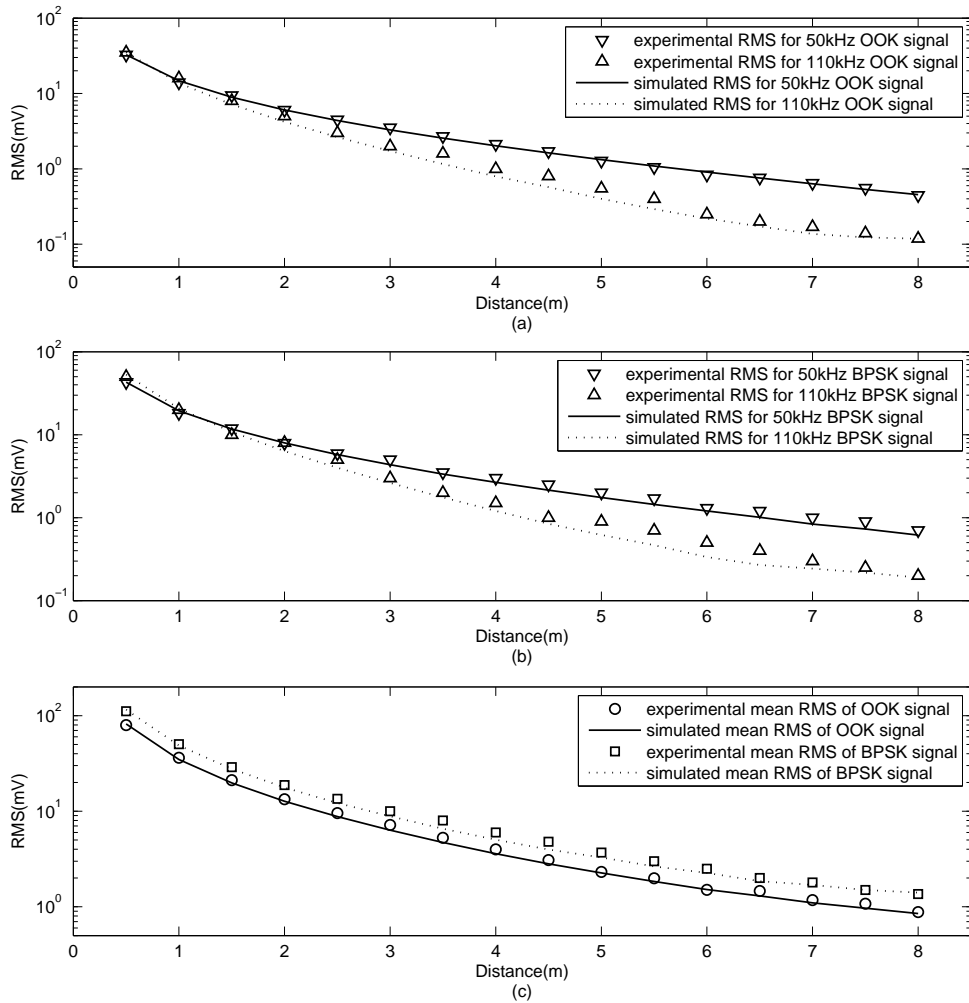 10^2
10^1
10^0
10^-1
RMS(mV)
experimental RMS for 50kHz OOK signal
experimental RMS for 110kHz OOK signal
simulated RMS for 50kHz OOK signal
simulated RMS for 110kHz OOK signal
0 1 2 3 4 5 6 7 8
Distance(m)
(a)
10^2
10^1
10^0
10^-1
RMS(mV)
experimental RMS for 50kHz BPSK signal
experimental RMS for 110kHz BPSK signal
simulated RMS for 50kHz BPSK signal
simulated RMS for 110kHz BPSK signal
0 1 2 3 4 5 6 7 8
Distance(m)
(b)
10^2
10^1
10^0
RMS(mV)
experimental mean RMS of OOK signal
simulated mean RMS of OOK signal
experimental mean RMS of BPSK signal
simulated mean RMS of BPSK signal
0 1 2 3 4 5 6 7 8
Distance(m)
(c)